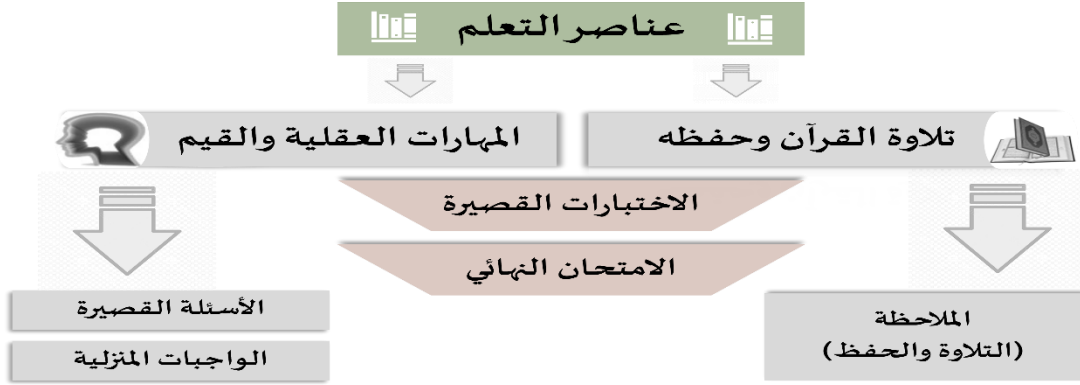 عناصر التعلم
تلاوة القرآن وحفظه
المهارات العقلية والقيم
الاختبارات القصيرة
الامتحان النهائي
الملاحظة
(التلاوة والحفظ)
الأسئلة القصيرة
الواجبات المنزلية